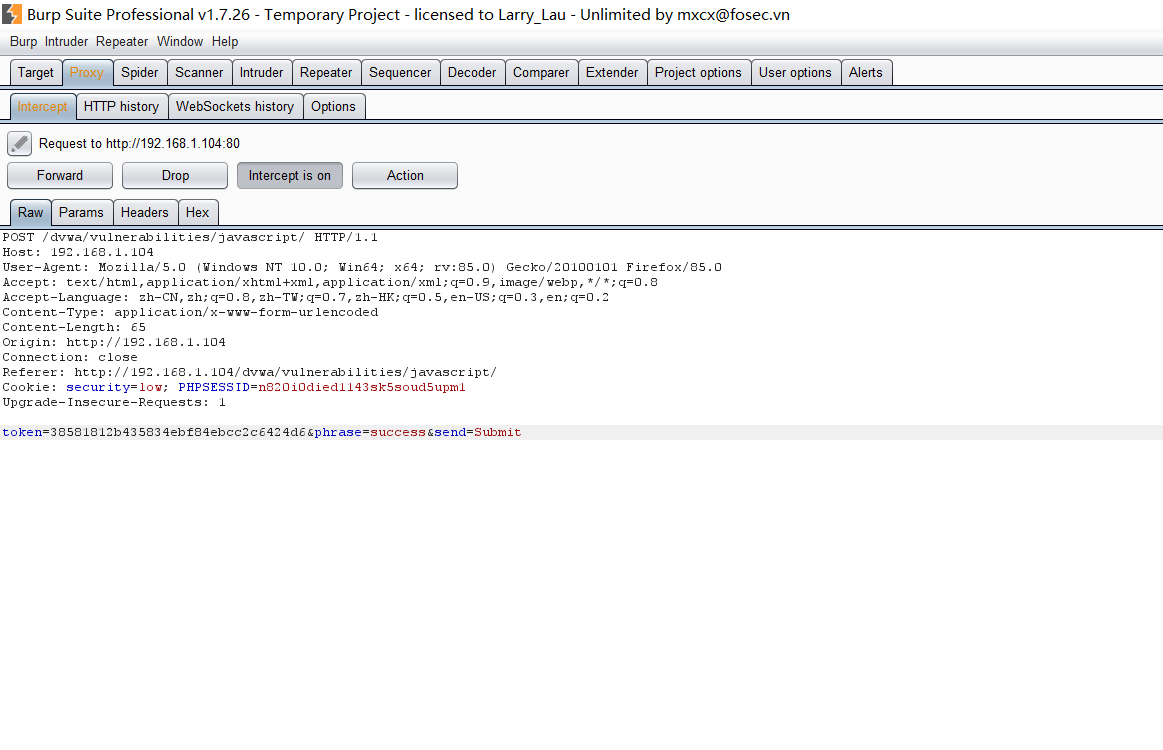 Burp Suite Professional v1.7.26 - Temporary Project - licensed to Larry_Lau - Unlimited by mxcx@fosec.vn
Burp Intruder Repeater Window Help
Target Proxy Spider Scanner Intruder Repeater Sequencer Decoder Comparer Extender Project options User options Alerts
Intercept HTTP history WebSockets history Options
Request to http://192.168.1.104:80
Forward Drop Intercept is on Action
Raw Params Headers Hex
POST /dvwa/vulnerabilities/javascript/ HTTP/1.1
Host: 192.168.1.104
User-Agent: Mozilla/5.0 (Windows NT 10.0; Win64; x64; rv:85.0) Gecko/20100101 Firefox/85.0
Accept: text/html,application/xhtml+xml,application/xml;q=0.9,image/webp,*/*;q=0.8
Accept-Language: zh-CN,zh;q=0.8,zh-TW;q=0.7,zh-HK;q=0.5,en-US;q=0.3,en;q=0.2
Content-Type: application/x-www-form-urlencoded
Content-Length: 65
Origin: http://192.168.1.104
Connection: close
Referer: http://192.168.1.104/dvwa/vulnerabilities/javascript/
Cookie: security=low; PHPSESSID=n820i0died1143sk5soud5upm1
Upgrade-Insecure-Requests: 1
token=38581812b435834ebf84ebcc2c6424d6&phrase=success&send=Submit